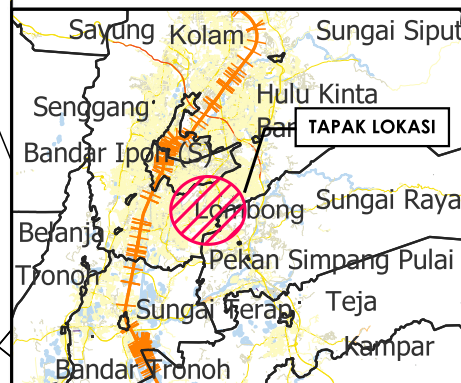 Sayung
Kolam
Sungai Siput
Senggang
Hulu Kinta
TAPAK LOKASI
Bandar Ipoh (S)
Lombong
Sungai Raya
Belanja
Pekan Simpang Pulai
Tronoh
Sungai Terap
Teja
Kampar
Bandar Tronoh